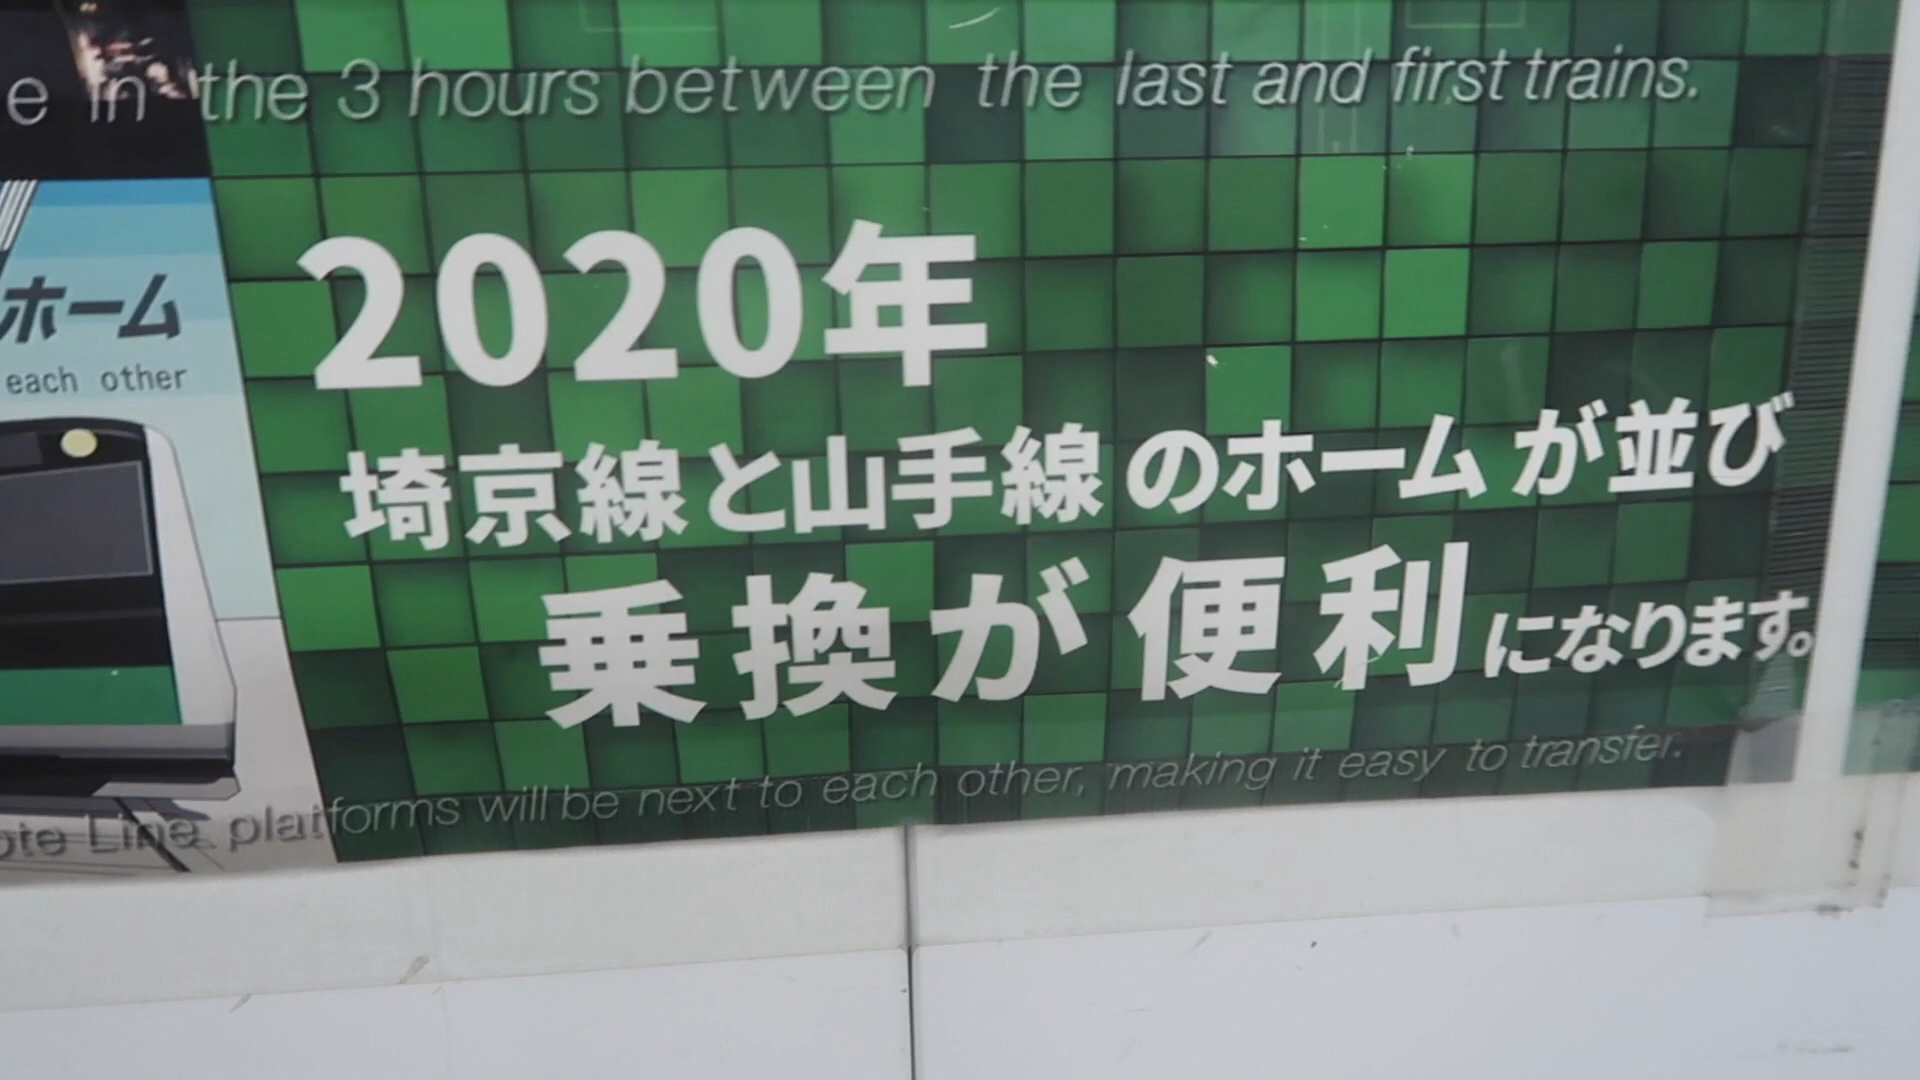 in the 3 hours between the last and first trains.
ホーム
each other
2020年
埼京線と山手線のホームが並び
乗換が便利になります。
Line platforms will be next to each other, making it easy to transfer.